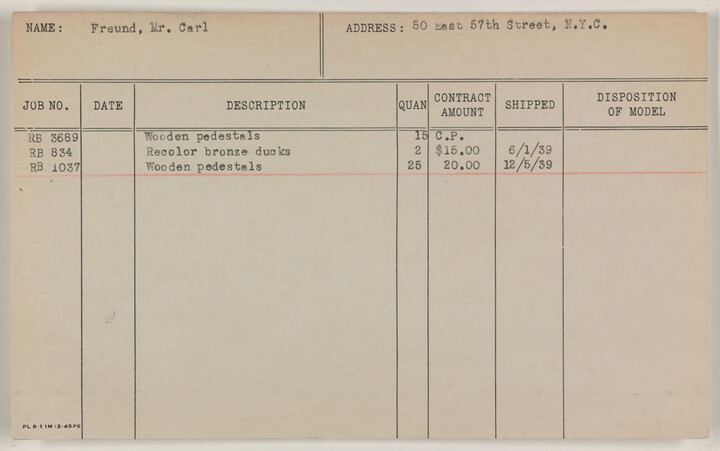 NAME: Freund, Mr. Carl ADDRESS: 50 East 57th Street, N.Y.C.
JOB NO. DATE DESCRIPTION QUAN CONTRACT AMOUNT SHIPPED DISPOSITION OF MODEL
RB 3689 Wooden pedestals 15 C.P.
RB 834 Recolor bronze ducks 2 $15.00 6/1/39
RB 1037 Wooden pedestals 25 20.00 12/5/39